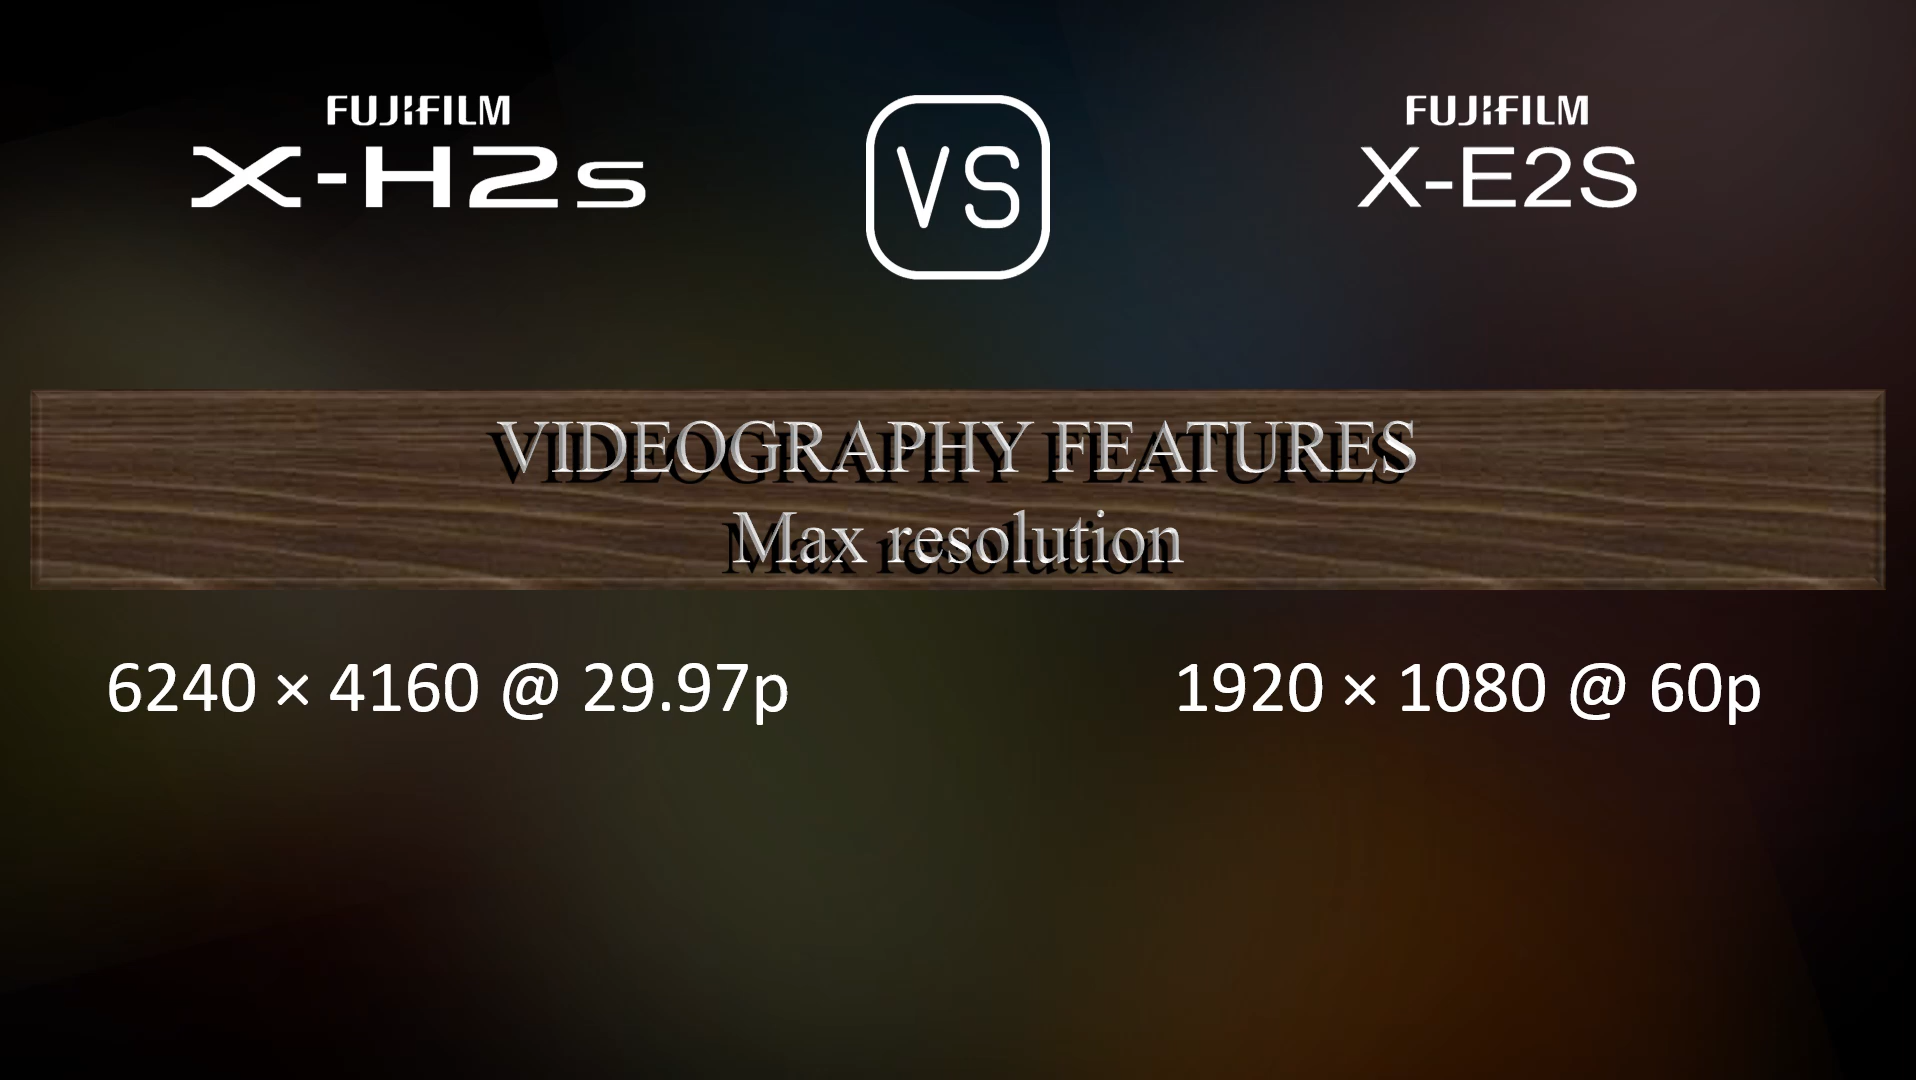 FUJIFILM
X-H2s
VS
FUJIFILM
X-E2S
VIDEOGRAPHY FEATURES
Max resolution
6240 × 4160 @ 29.97p
1920 × 1080 @ 60p